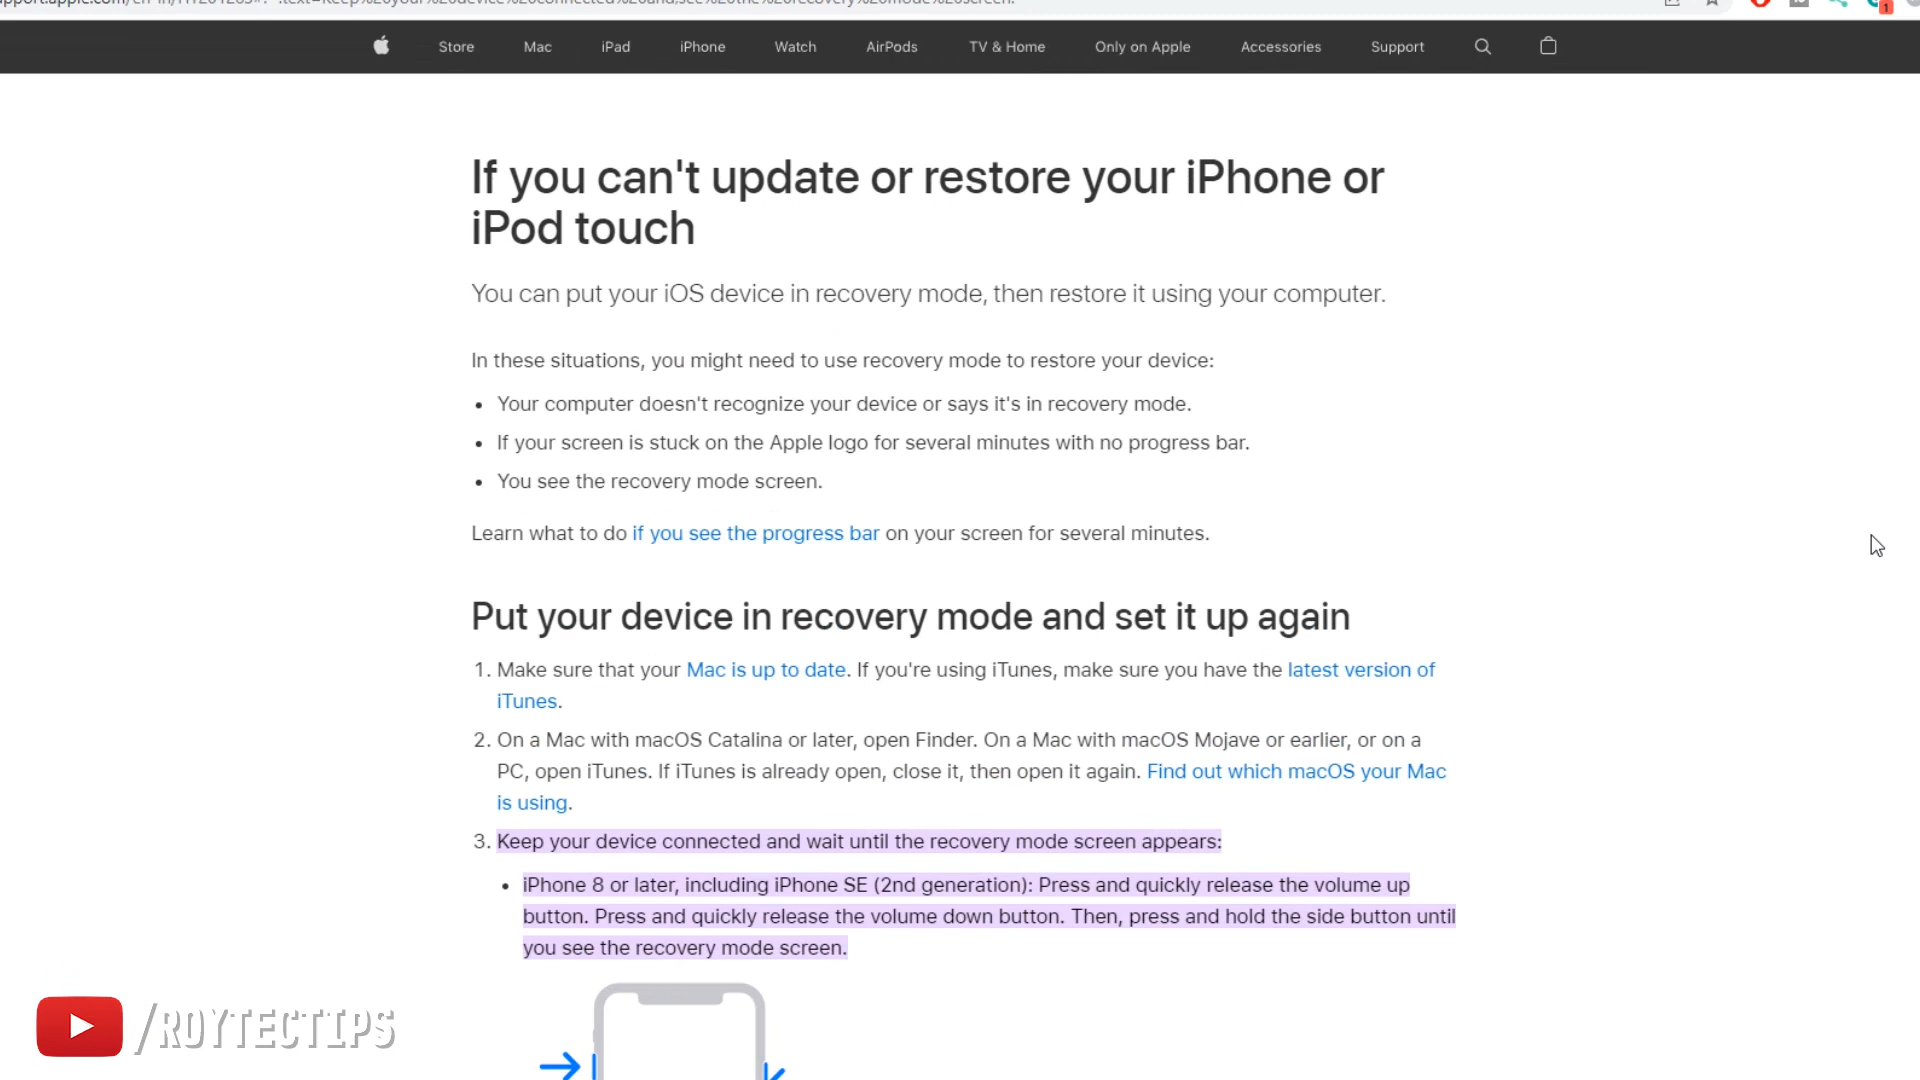 Store Mac iPad iPhone Watch AirPods TV & Home Only on Apple Accessories Support
1
If you can't update or restore your iPhone or
iPod touch
You can put your iOS device in recovery mode, then restore it using your computer.
In these situations, you might need to use recovery mode to restore your device:
• Your computer doesn't recognize your device or says it's in recovery mode.
• If your screen is stuck on the Apple logo for several minutes with no progress bar.
• You see the recovery mode screen.
Learn what to do if you see the progress bar on your screen for several minutes.
Put your device in recovery mode and set it up again
1. Make sure that your Mac is up to date. If you're using iTunes, make sure you have the latest version of
iTunes.
2. On a Mac with macOS Catalina or later, open Finder. On a Mac with macOS Mojave or earlier, or on a
PC, open iTunes. If iTunes is already open, close it, then open it again. Find out which macOS your Mac
is using.
3. Keep your device connected and wait until the recovery mode screen appears:
• iPhone 8 or later, including iPhone SE (2nd generation): Press and quickly release the volume up
button. Press and quickly release the volume down button. Then, press and hold the side button until
you see the recovery mode screen.
/ROYTECTIPS